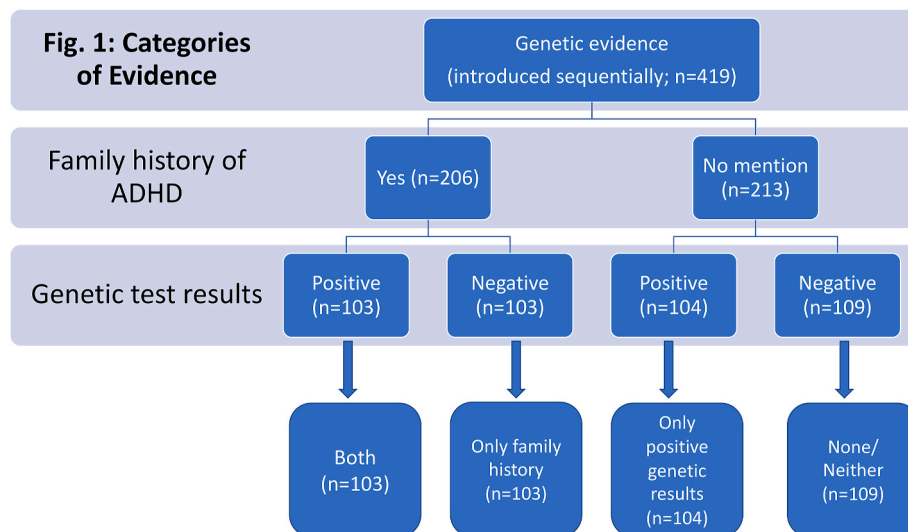 Fig. 1: Categories
of Evidence
Genetic evidence
(introduced sequentially; n=419)
Family history of
ADHD
Yes (n=206)
No mention
(n=213)
Genetic test results
Positive
(n=103)
Negative
(n=103)
Positive
(n=104)
Negative
(n=109)
Both
(n=103)
Only family
history
(n=103)
Only
positive
genetic
results
(n=104)
None/
Neither
(n=109)